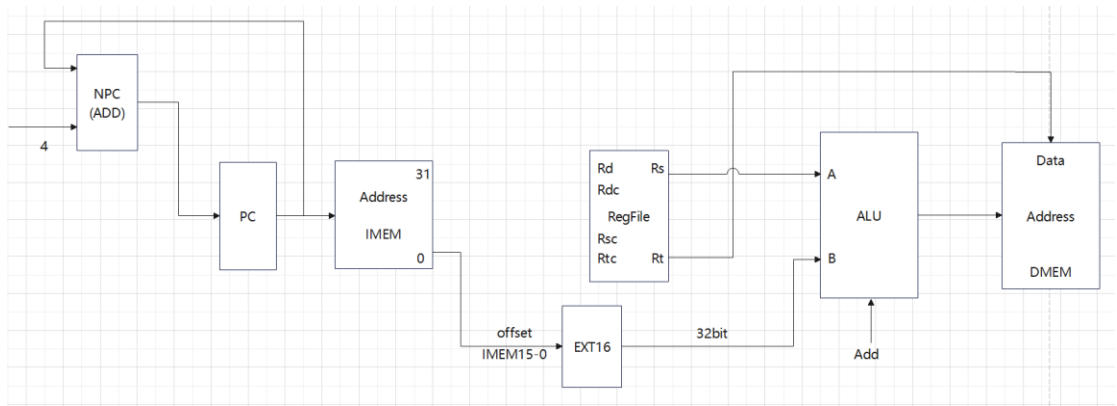 NPC
(ADD)
4
PC
31
Address
IMEM
0
offset
IMEM15-0
EXT16
32bit
Rd Rs
Rdc
RegFile
Rsc
Rtc Rt
A
ALU
B
Add
Data
Address
DMEM